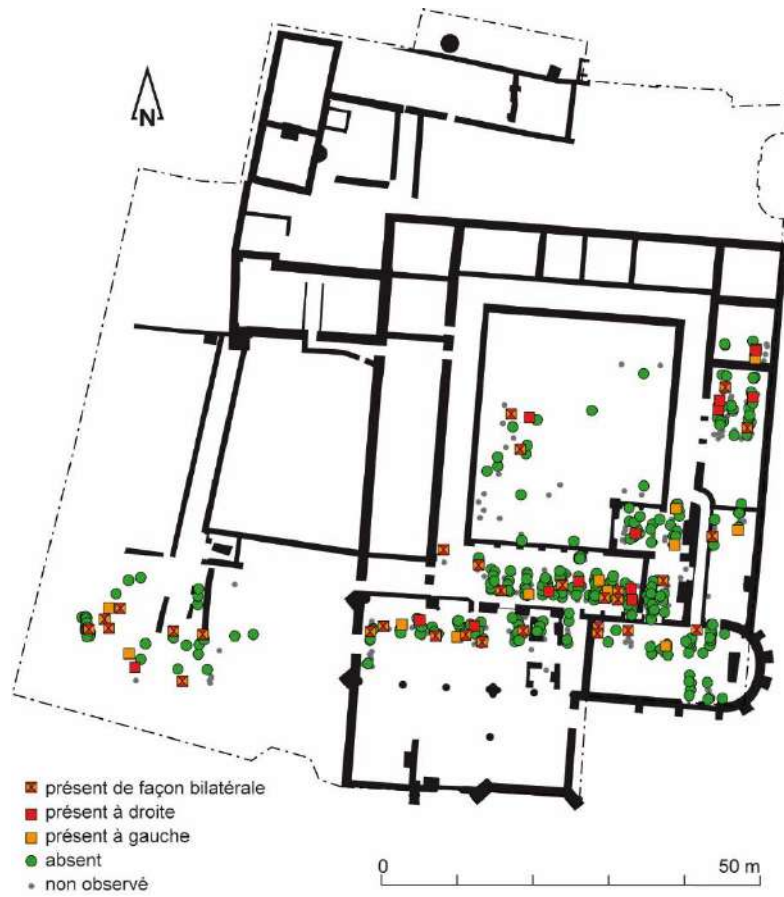 N
présent de façon bilatérale
présent à droite
présent à gauche
absent
non observé
0 50 m